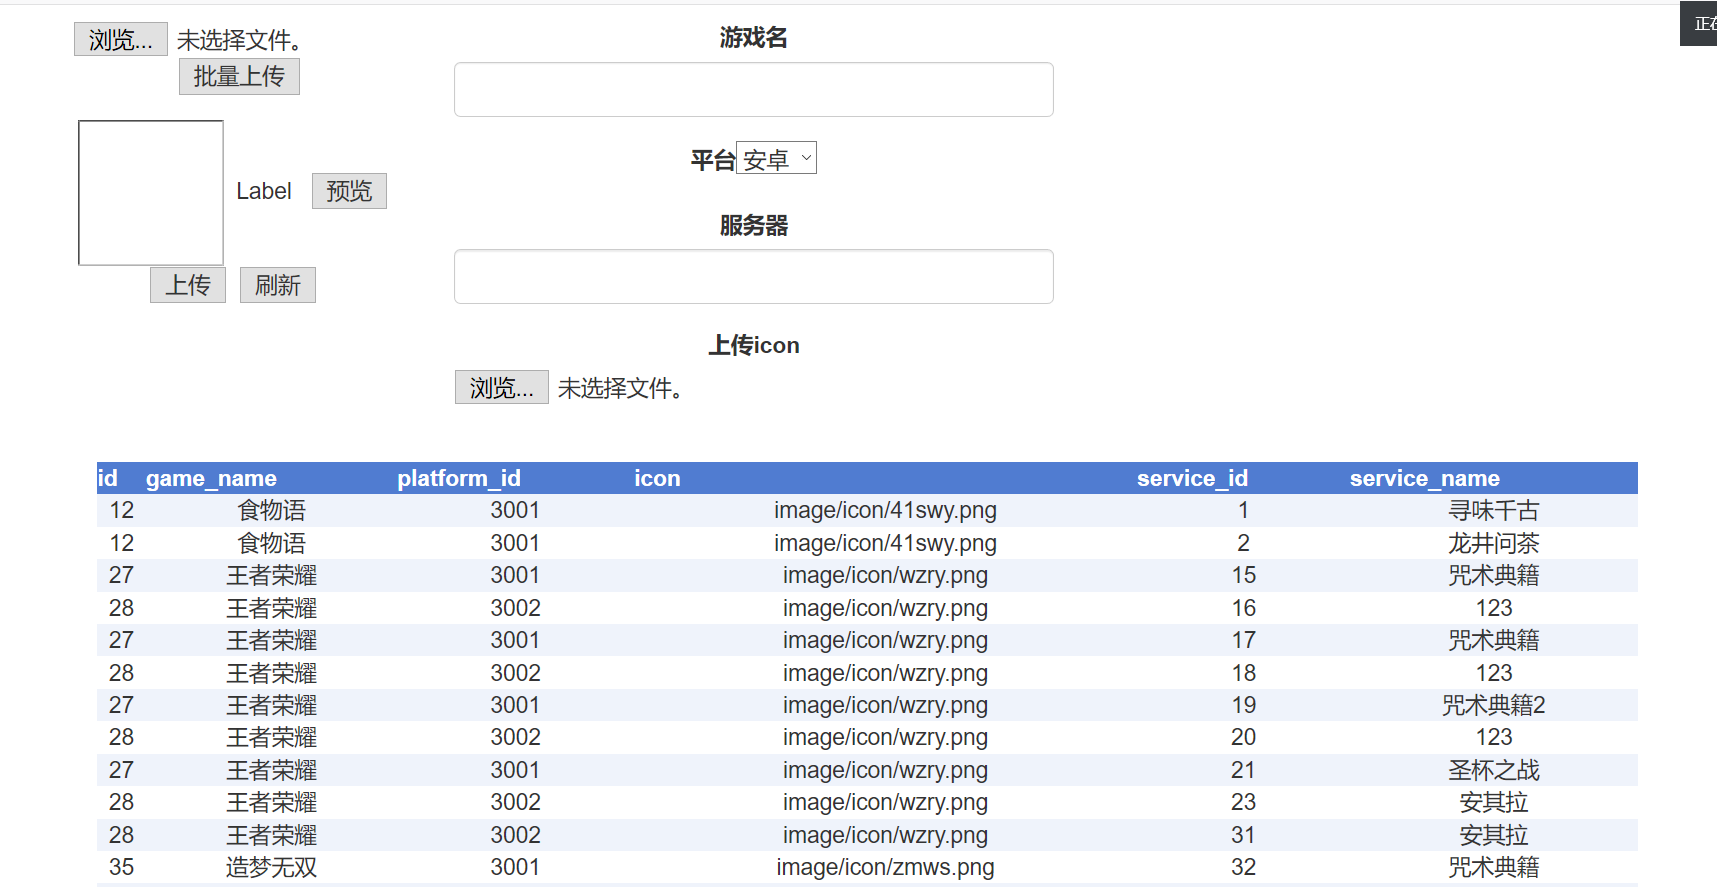 浏览... 未选择文件。
批量上传
Label 预览
上传 刷新
游戏名
平台 安卓
服务器
上传icon
浏览... 未选择文件。
正在
id game_name platform_id icon service_id service_name
12 食物语 3001 image/icon/41swy.png 1 寻味千古
12 食物语 3001 image/icon/41swy.png 2 龙井问茶
27 王者荣耀 3001 image/icon/wzry.png 15 咒术典籍
28 王者荣耀 3002 image/icon/wzry.png 16 123
27 王者荣耀 3001 image/icon/wzry.png 17 咒术典籍
28 王者荣耀 3002 image/icon/wzry.png 18 123
27 王者荣耀 3001 image/icon/wzry.png 19 咒术典籍2
28 王者荣耀 3002 image/icon/wzry.png 20 123
27 王者荣耀 3001 image/icon/wzry.png 21 圣杯之战
28 王者荣耀 3002 image/icon/wzry.png 23 安其拉
28 王者荣耀 3002 image/icon/wzry.png 31 安其拉
35 造梦无双 3001 image/icon/zmws.png 32 咒术典籍